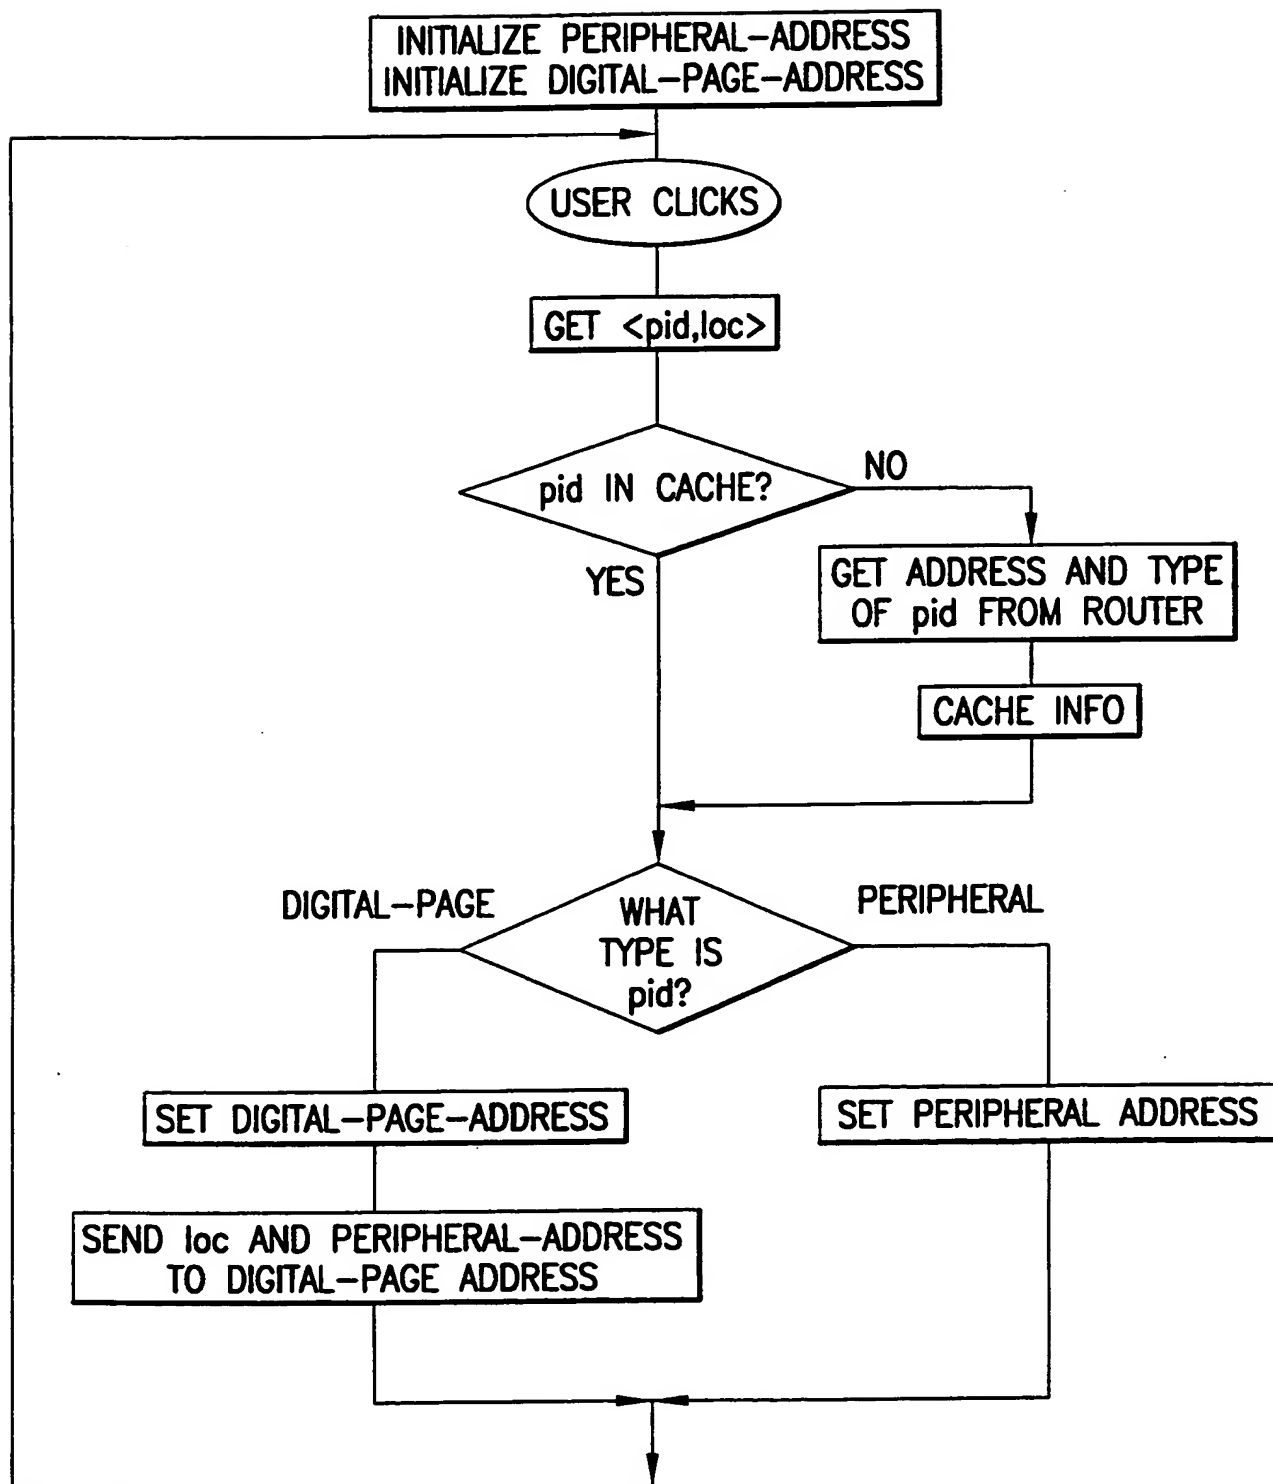 INITIALIZE PERIPHERAL-ADDRESS
INITIALIZE DIGITAL-PAGE-ADDRESS
USER CLICKS
GET <pid,loc>
pid IN CACHE?
NO
YES
GET ADDRESS AND TYPE
OF pid FROM ROUTER
CACHE INFO
DIGITAL-PAGE
WHAT
TYPE IS
pid?
PERIPHERAL
SET DIGITAL-PAGE-ADDRESS
SET PERIPHERAL ADDRESS
SEND loc AND PERIPHERAL-ADDRESS
TO DIGITAL-PAGE ADDRESS